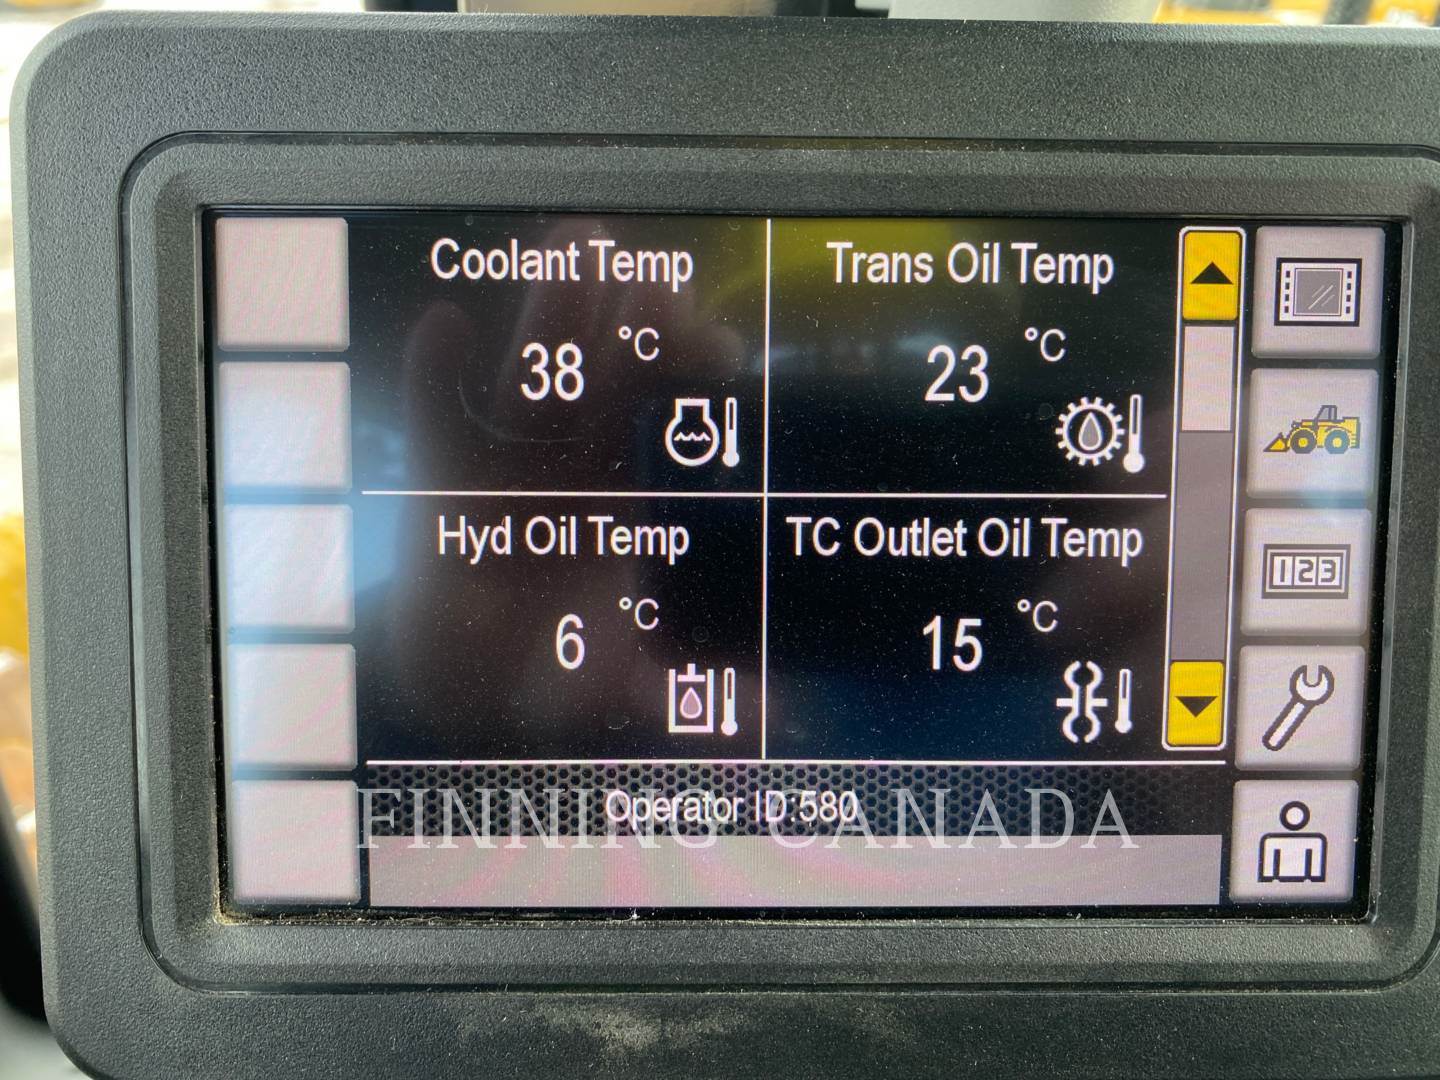 Coolant Temp
38 °C
Trans Oil Temp
23 °C
Hyd Oil Temp
6 °C
TC Outlet Oil Temp
15 °C
123
Operator ID:580
FINNING CANADA